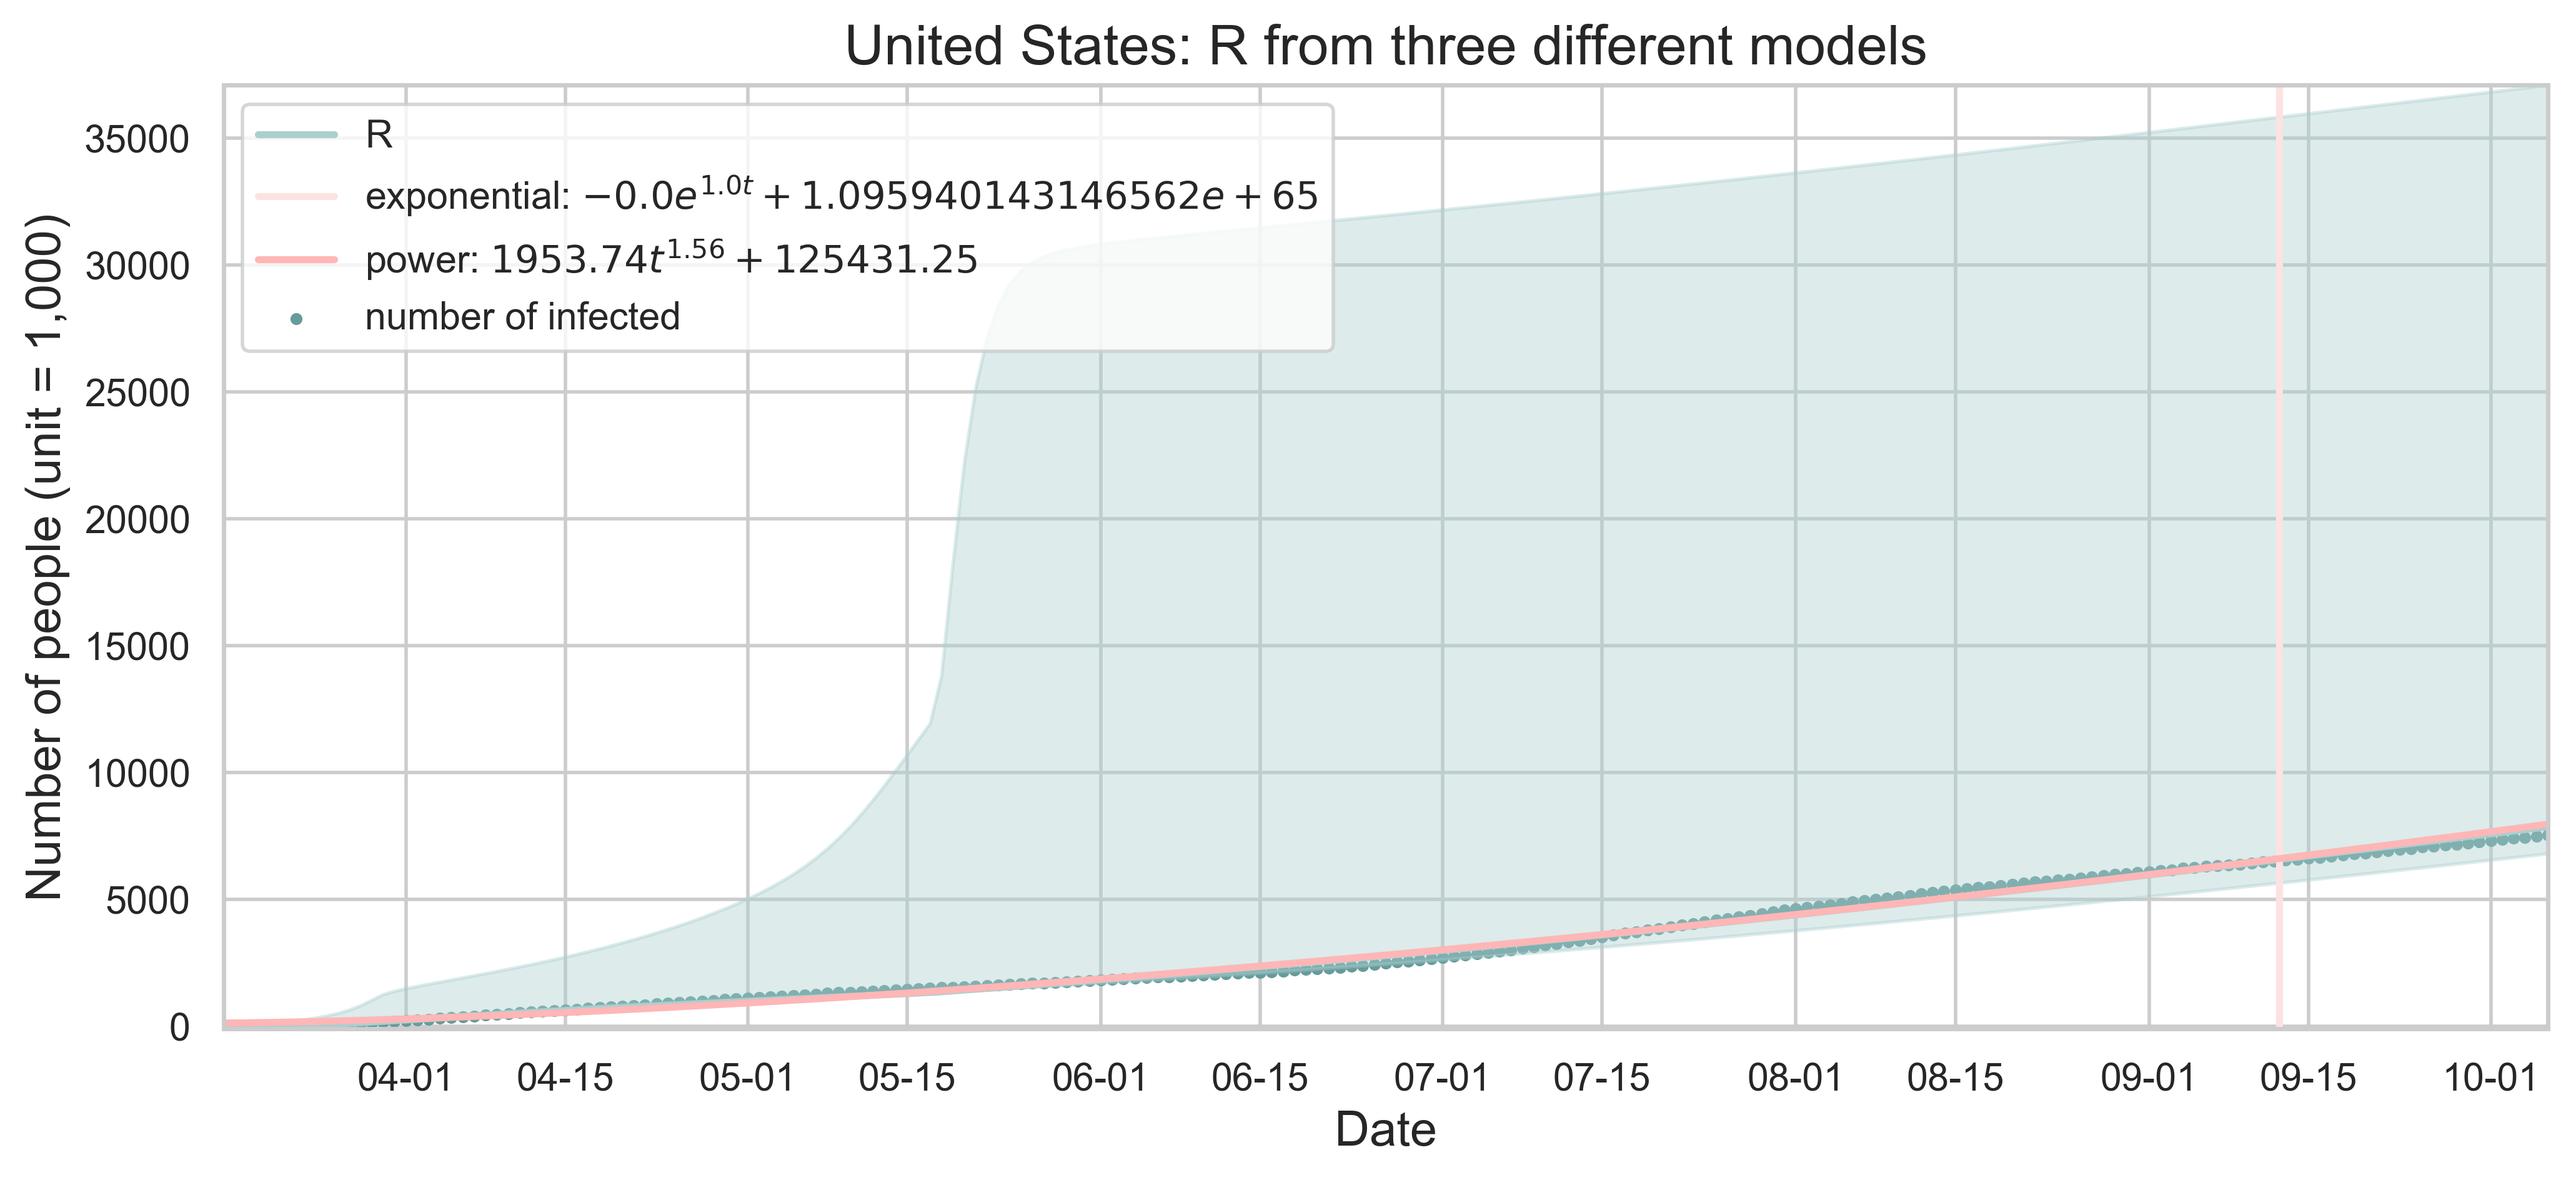 United States: R from three different models
R
exponential: −0.0e^{1.0t} + 1.0959401431465​62e + 65
power: 1953.74t^{1.56} + 125431.25
number of infected
Number of people (unit = 1,000)
35000
30000
25000
20000
15000
10000
5000
0
04-01 04-15 05-01 05-15 06-01 06-15 07-01 07-15 08-01 08-15 09-01 09-15 10-01
Date